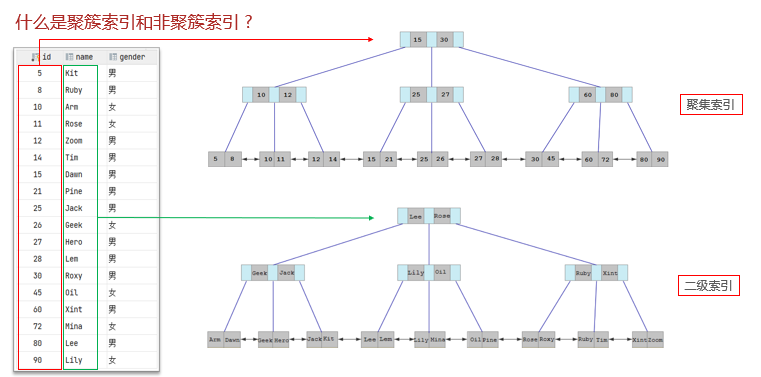 什么是聚簇索引和非聚簇索引？
id name gender
5 Kit 男
8 Ruby 男
10 Arm 女
11 Rose 女
12 Zoom 男
14 Tim 男
15 Dawn 男
21 Pine 男
25 Jack 男
26 Geek 女
27 Hero 男
28 Lem 男
30 Roxy 男
45 Oil 女
60 Xint 男
72 Mina 女
80 Lee 男
90 Lily 女
15 30
10 12 25 27 60 80
聚集索引
5 8 10 11 12 14 15 21 25 26 27 28 30 45 60 72 80 90
Lee Rose
Geek Jack Lily Oil Ruby Xint
二级索引
Arm Dawn Geek Hero Jack Kit Lee Lem Lily Mina Oil Pine Rose Roxy Ruby Tim Xint Zoom